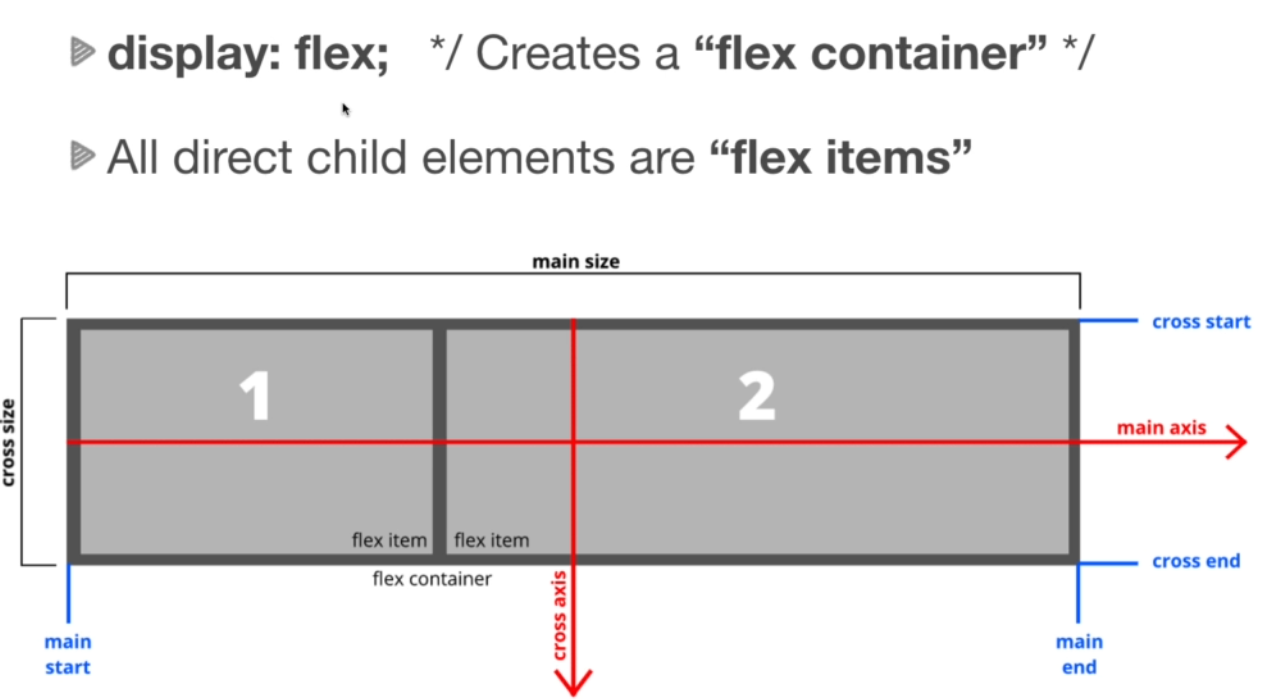 display: flex; */ Creates a “flex container” */
All direct child elements are “flex items”
main size
cross start
cross size
1
2
main axis
flex item
flex item
flex container
cross axis
cross end
main
start
main
end